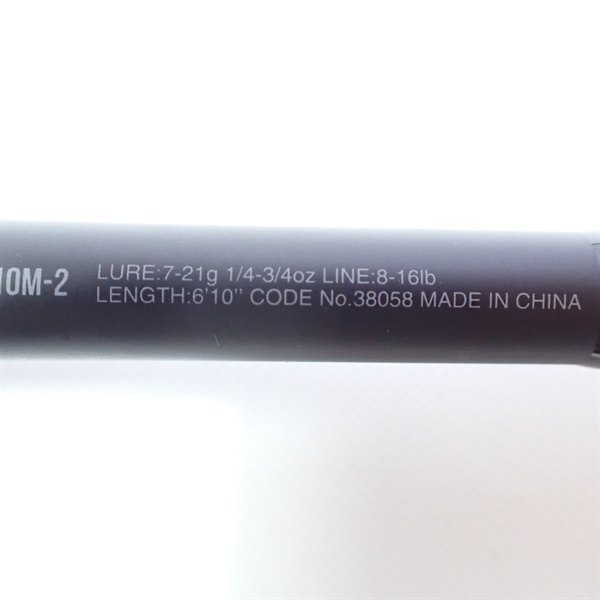 10M-2
LURE:7-21g 1/4-3/4oz LINE:8-16lb
LENGTH:6'10" CODE No.38058 MADE IN CHINA